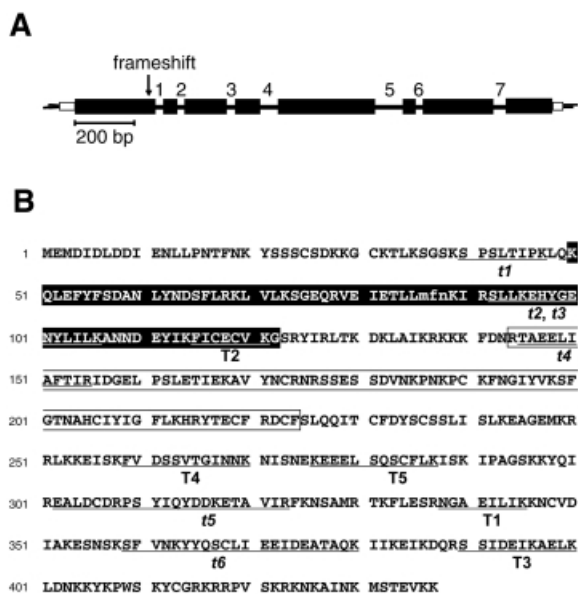 A
frameshift
1 2 3 4 5 6 7
200 bp
B
1 MEMDIDLDDI ENLLPNTFNK YSSSCSDKKG CKTLKSGSKS PSLTIPKLQK
t1
51 QLEFYFSDAN LYNDSFLRKL VLKSGEQRVE IETLLmfnKI RSLLKEHYGE
t2, t3
101 NYLILKANND EYIKFICECV KGSRYIRLTK DKLAIKRKKK FDNRTAEELI
T2 t4
151 AFTIRIDGEL PSLETIEKAV YNCRNRSSES SDVNKPNKPC KFNGIYVKSF
201 GTNAHCIYIG FLKHRYTECF RDCFSLQQIT CFDYSCSSLI SLKEAGEMKR
251 RLKKEISKFV DSSVTGINNK NISNEKEEEL SQSCFLKISK IPAGSKKYQI
T4 T5
301 REALDCDRPS YIQYDDKETA VIRFKNSAMR TKFLESRNGA EILIKKNCVD
t5 T1
351 IAKESNSKSF VNKYYQSCLI EEIDEATAQK IIKEIKDQRS SSIDEIKAELK
t6 T3
401 LDNKKYKPWS KYCGRKRRPV SKRKNKAINK MSTEVKK